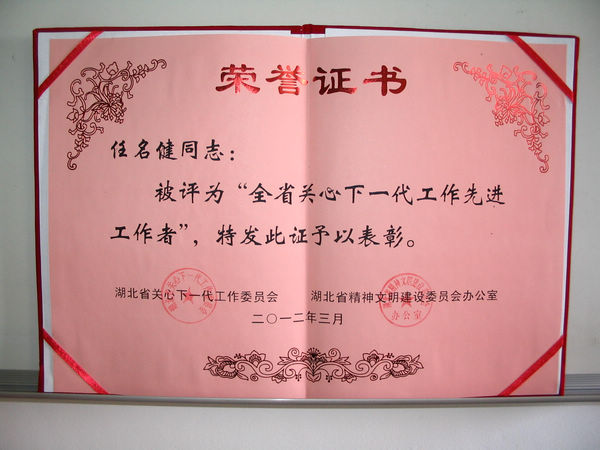 荣誉证书
任名健同志：
被评为“全省关心下一代工作先进
工作者”，特发此证予以表彰。
湖北省关心下一代工作委员会 湖北省精神文明建设委员会办公室
二〇一二年三月
办公室